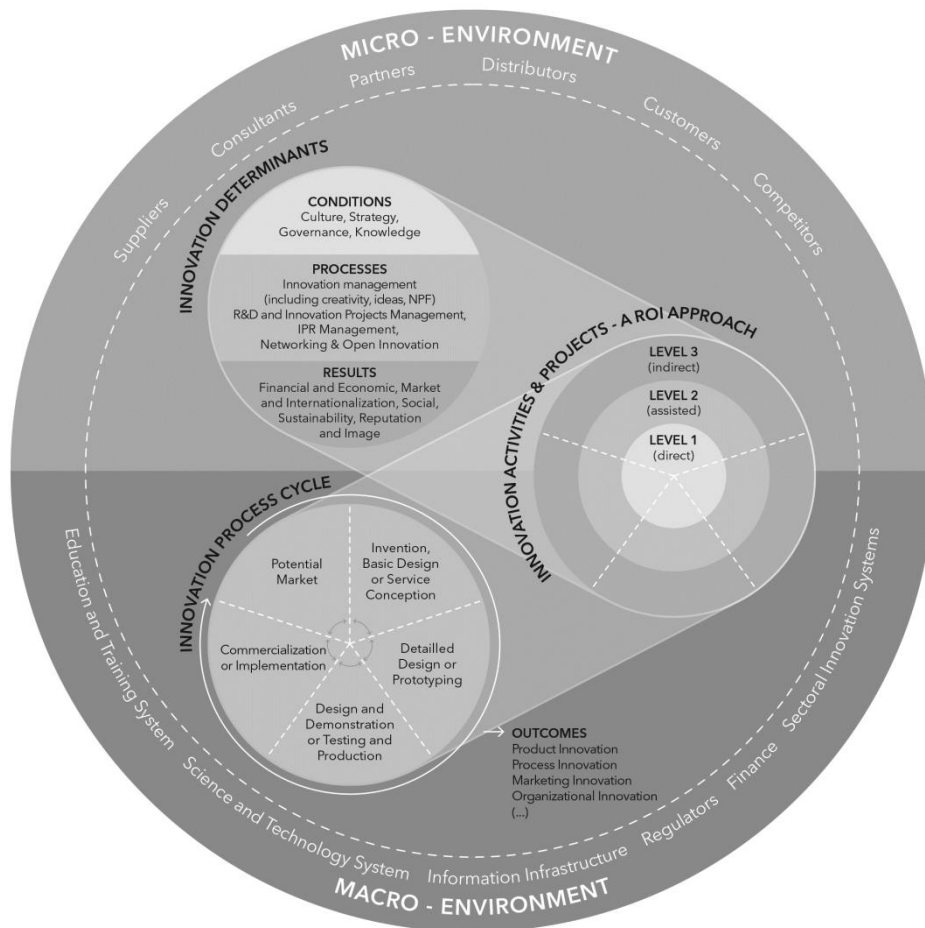 MICRO - ENVIRONMENT
Suppliers
Consultants
Partners
Distributors
Customers
Competitors
INNOVATION DETERMINANTS
CONDITIONS
Culture, Strategy,
Governance, Knowledge
PROCESSES
Innovation management
(including creativity, ideas, NPF)
R&D and Innovation Projects Management,
IPR Management,
Networking & Open Innovation
RESULTS
Financial and Economic, Market
and Internationalization, Social,
Sustainability, Reputation
and Image
INNOVATION ACTIVITIES & PROJECTS - A ROI APPROACH
LEVEL 3
(indirect)
LEVEL 2
(assisted)
LEVEL 1
(direct)
INNOVATION PROCESS CYCLE
Potential
Market
Invention,
Basic Design
or Service
Conception
Commercialization
or Implementation
Detailled
Design or
Prototyping
Design and
Demonstration
or Testing and
Production
OUTCOMES
Product Innovation
Process Innovation
Marketing Innovation
Organizational Innovation
(...)
Education and Training System
Science and Technology System
Information Infrastructure
Regulators
Finance
Sectoral Innovation Systems
MACRO - ENVIRONMENT